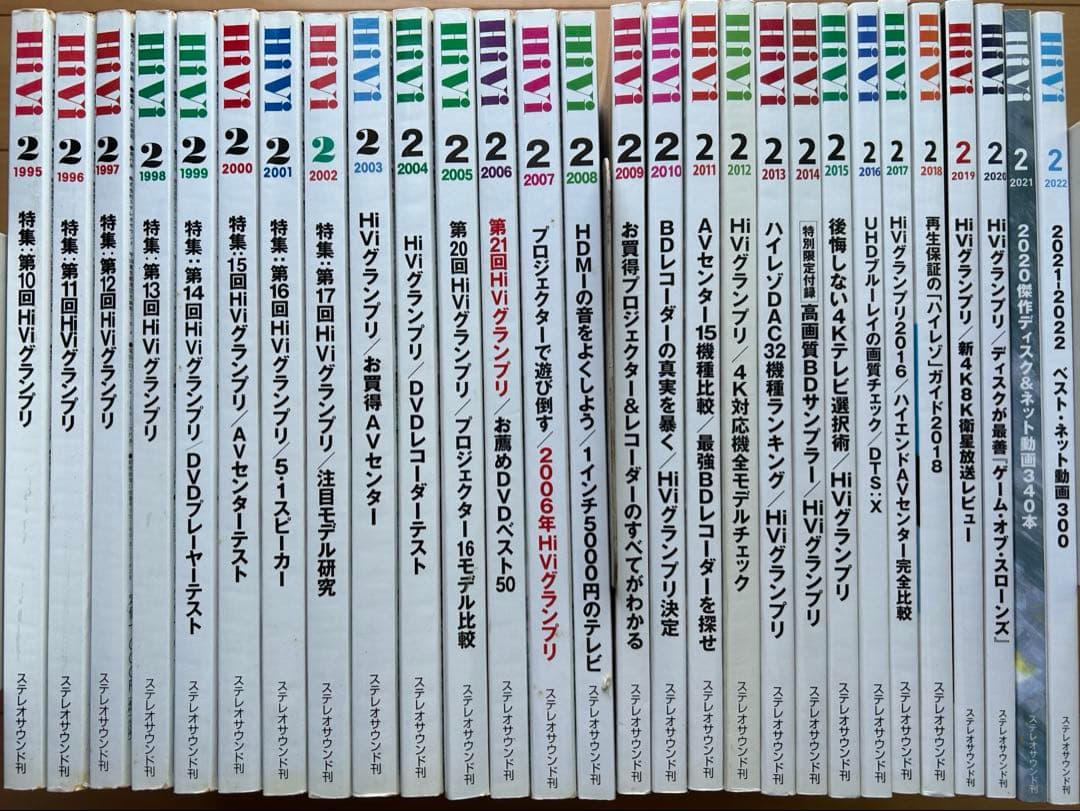 HiVi
2
1995
特集:第10回HiViグランプリ
ステレオサウンド刊
HiVi
2
1996
特集:第11回HiViグランプリ
ステレオサウンド刊
HiVi
2
1997
特集:第12回HiViグランプリ
ステレオサウンド刊
HiVi
2
1998
特集:第13回HiViグランプリ
ステレオサウンド刊
HiVi
2
1999
特集:第14回HiViグランプリ/DVDプレーヤーテスト
ステレオサウンド刊
HiVi
2
2000
特集:15回HiViグランプリ/AVセンターテスト
ステレオサウンド刊
HiVi
2
2001
特集:第16回HiViグランプリ/5・1スピーカー
ステレオサウンド刊
HiVi
2
2002
特集:第17回HiViグランプリ/注目モデル研究
ステレオサウンド刊
HiVi
2
2003
HiViグランプリ/お買得AVセンター
ステレオサウンド刊
HiVi
2
2004
HiViグランプリ/DVDレコーダーテスト
ステレオサウンド刊
HiVi
2
2005
第20回HiViグランプリ/プロジェクター16モデル比較
ステレオサウンド刊
HiVi
2
2006
第21回HiViグランプリ/お薦めDVDベスト50
ステレオサウンド刊
HiVi
2
2007
プロジェクターで遊び倒す/2006年HiViグランプリ
ステレオサウンド刊
HiVi
2
2008
HDMIの音をよくしよう/1インチ5000円のテレビ
ステレオサウンド刊
HiVi
2
2009
お買得プロジェクター&レコーダーのすべてがわかる
ステレオサウンド刊
HiVi
2
2010
BDレコーダーの真実を暴く/HiViグランプリ決定
ステレオサウンド刊
HiVi
2
2011
AVセンター15機種比較/最強BDレコーダーを探せ
ステレオサウンド刊
HiVi
2
2012
HiViグランプリ/4K対応機全モデルチェック
ステレオサウンド刊
HiVi
2
2013
ハイレゾDAC32機種ランキング/HiViグランプリ
ステレオサウンド刊
HiVi
2
2014
特別限定付録 高画質BDサンプラー/HiViグランプリ
ステレオサウンド刊
HiVi
2
2015
後悔しない4Kテレビ選択術/HiViグランプリ
ステレオサウンド刊
HiVi
2
2016
UHDブルーレイの画質チェック/DTS:X
ステレオサウンド刊
HiVi
2
2017
HiViグランプリ2016/ハイエンドAVセンター完全比較
ステレオサウンド刊
HiVi
2
2018
再生保証の「ハイレゾ」ガイド2018
ステレオサウンド刊
HiVi
2
2019
HiViグランプリ/新4K8K衛星放送レビュー
ステレオサウンド刊
HiVi
2
2020
HiViグランプリ/ディスクが最善「ゲーム・オブ・スローンズ」
ステレオサウンド刊
HiVi
2
2021
2020傑作ディスク&ネット動画340本
ステレオサウンド刊
HiVi
2
2022
2021-2022 ベスト・ネット動画300
ステレオサウンド刊